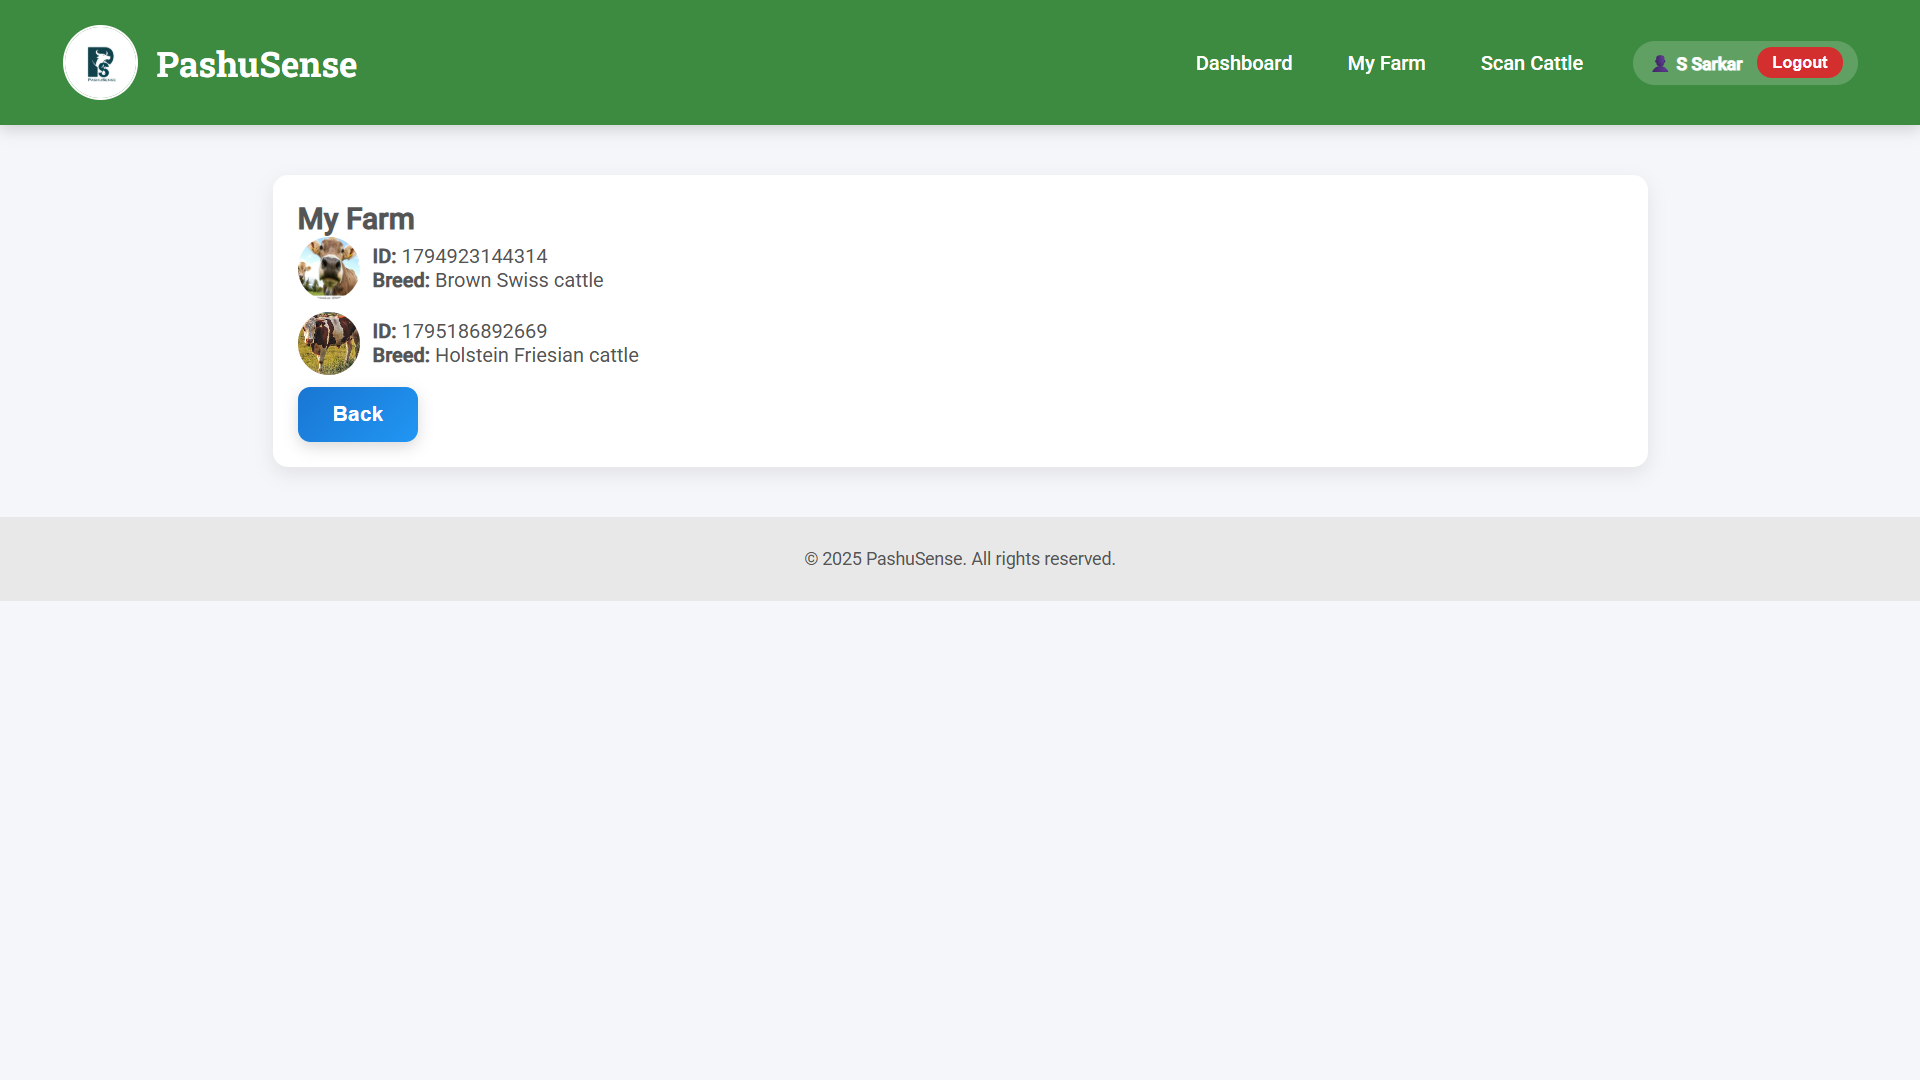 PashuSense
Dashboard
My Farm
Scan Cattle
S Sarkar
Logout
My Farm
ID: 1794923144314
Breed: Brown Swiss cattle
ID: 1795186892669
Breed: Holstein Friesian cattle
Back
© 2025 PashuSense. All rights reserved.